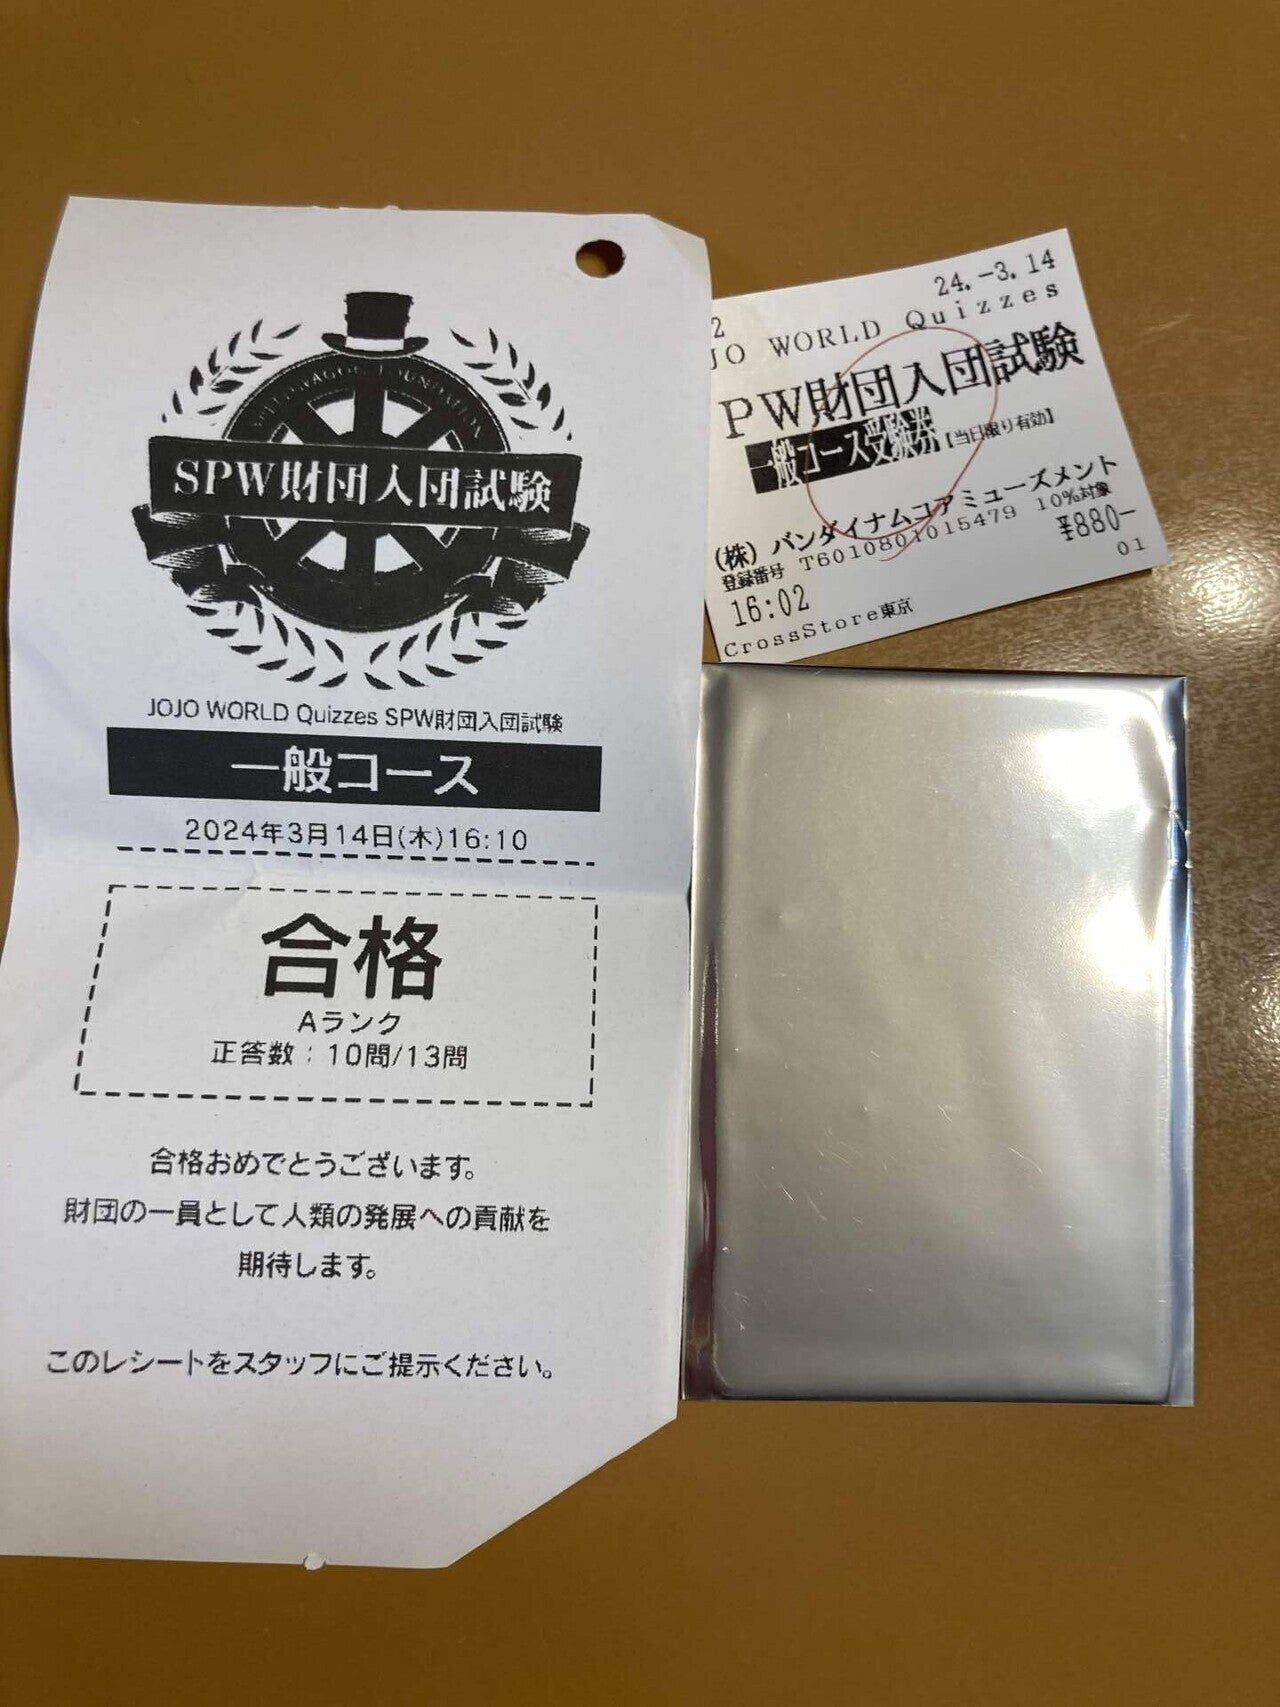 SPEEDWAGON FOUNDATION
SPW財団入団試験
JOJO WORLD Quizzes SPW財団入団試験
一般コース
2024年3月14日(木)16:10
合格
Aランク
正答数：10問/13問
合格おめでとうございます。
財団の一員として人類の発展への貢献を
期待します。
このレシートをスタッフにご提示ください。
2 24.-3.14
JO WORLD Quizzes
PW財団入団試験
一般コース受験券【当日限り有効】
(株)バンダイナムコアミューズメント
登録番号 T6010801015479 10%対象
¥880-
16:02 01
CrossStore東京